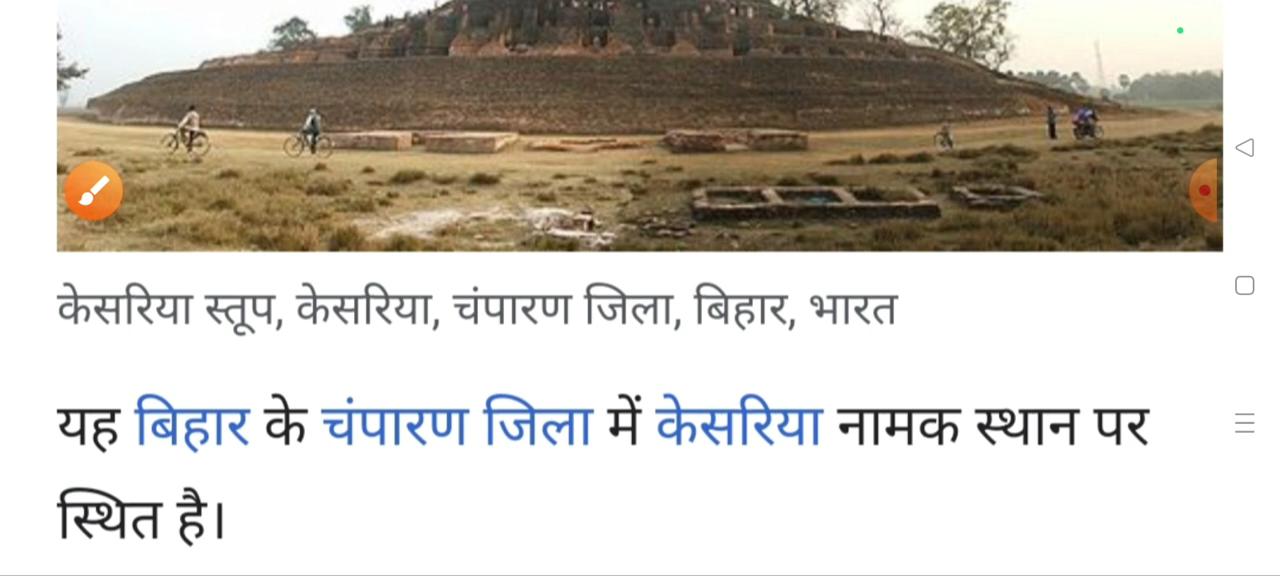 केसरिया स्तूप, केसरिया, चंपारण जिला, बिहार, भारत
यह बिहार के चंपारण जिला में केसरिया नामक स्थान पर
स्थित है।